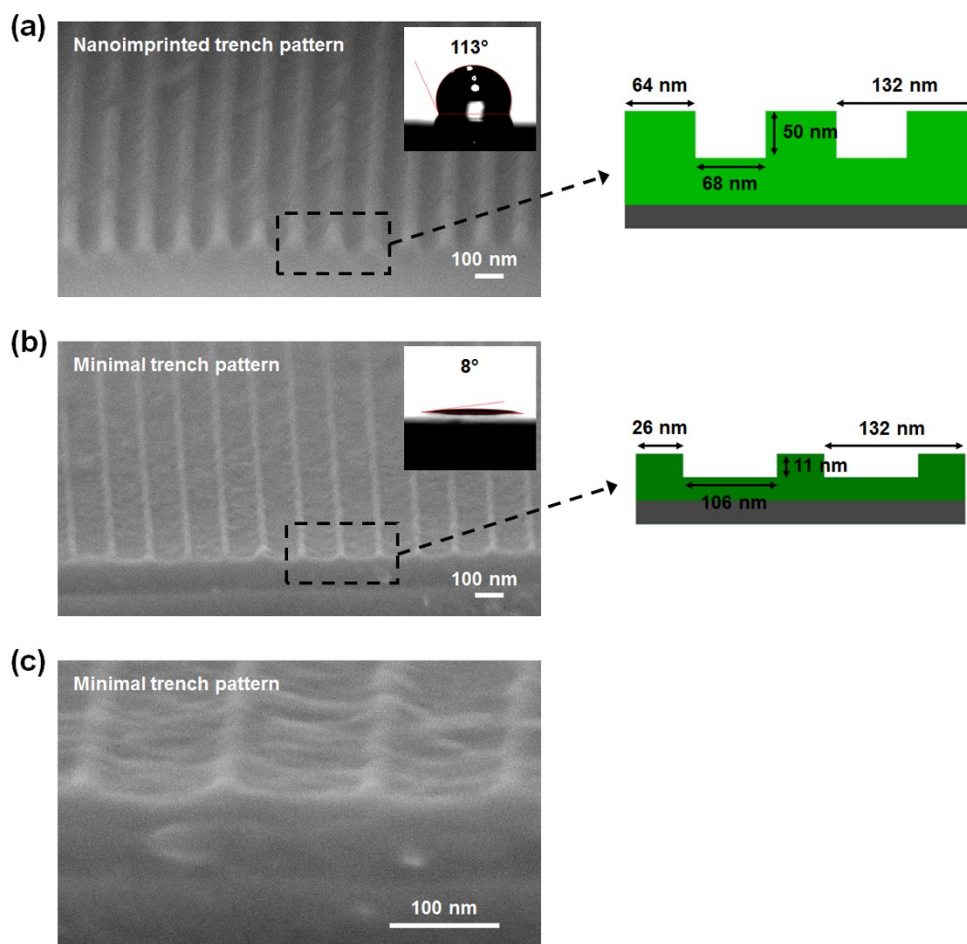 (a)
Nanoimprinted trench pattern
113°
100 nm
64 nm
132 nm
50 nm
68 nm
(b)
Minimal trench pattern
8°
100 nm
26 nm
132 nm
11 nm
106 nm
(c)
Minimal trench pattern
100 nm